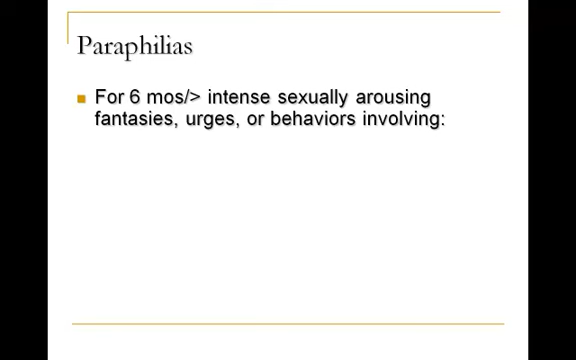 Paraphilias
For 6 mos/> intense sexually arousing
fantasies, urges, or behaviors involving: